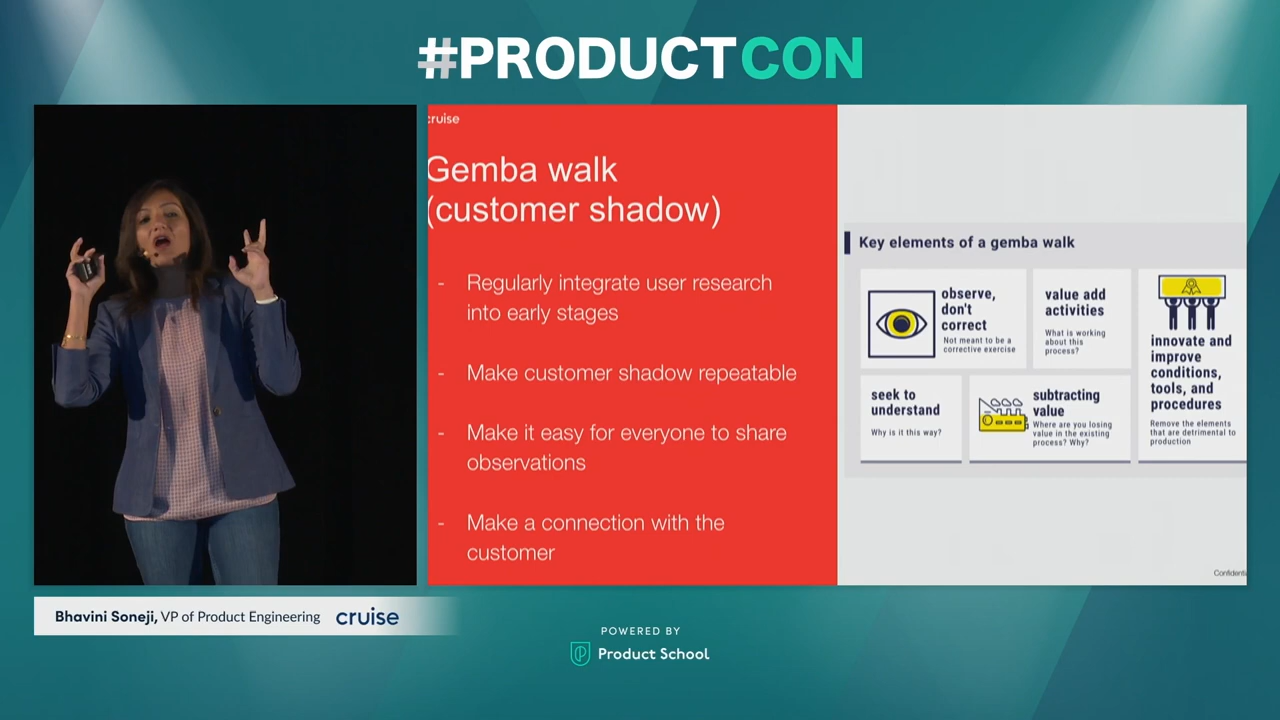 #PRODUCTCON
cruise
Gemba walk
(customer shadow)
- Regularly integrate user research
into early stages
- Make customer shadow repeatable
- Make it easy for everyone to share
observations
- Make a connection with the
customer
Key elements of a gemba walk
observe,
don't
correct
Not meant to be a
corrective exercise
value add
activities
What is working
about this
process?
innovate and
improve
conditions,
tools, and
procedures
Remove the elements
that are detrimental to
production
seek to
understand
Why is it this way?
subtracting
value
Where are you losing
value in the existing
process? Why?
Confidenti
Bhavini Soneji, VP of Product Engineering cruise
POWERED BY
Product School